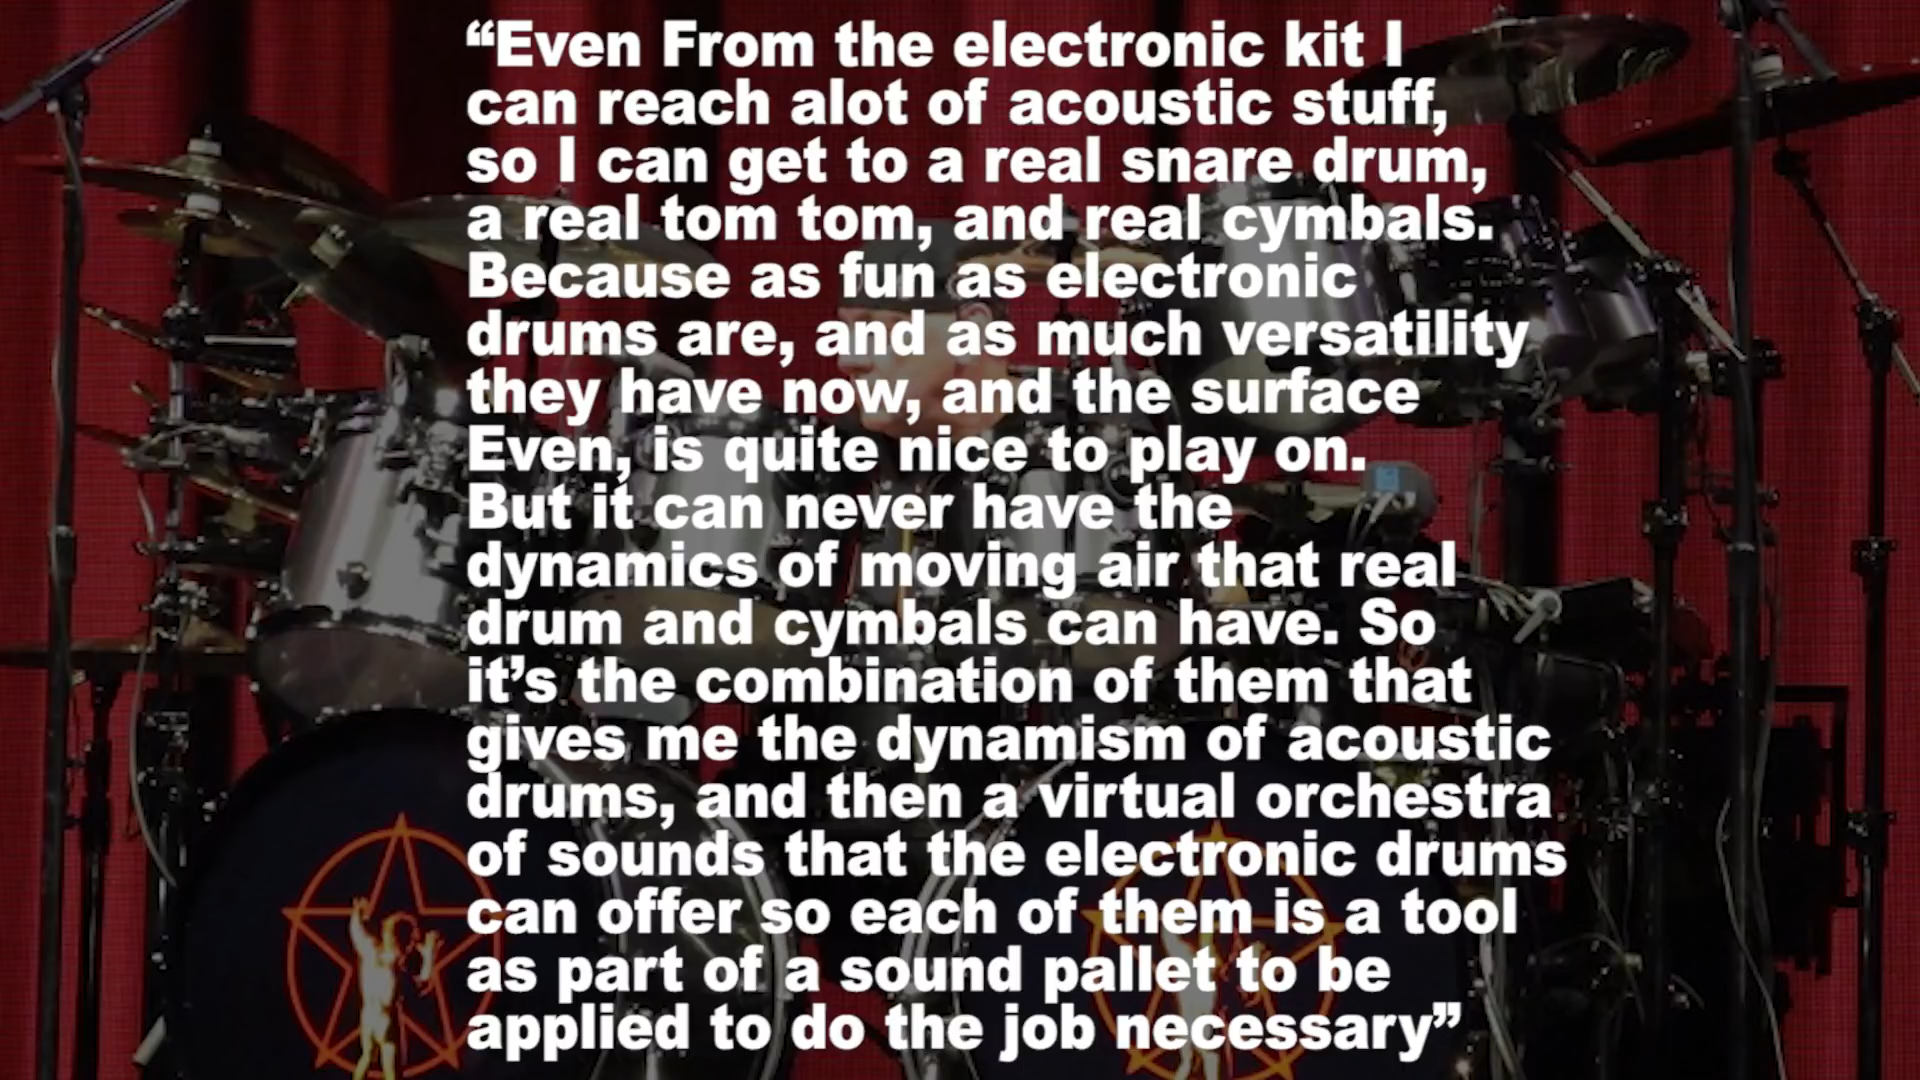 “Even From the electronic kit I
can reach alot of acoustic stuff,
so I can get to a real snare drum,
a real tom tom, and real cymbals.
Because as fun as electronic
drums are, and as much versatility
they have now, and the surface
Even, is quite nice to play on.
But it can never have the
dynamics of moving air that real
drum and cymbals can have. So
it’s the combination of them that
gives me the dynamism of acoustic
drums, and then a virtual orchestra
of sounds that the electronic drums
can offer so each of them is a tool
as part of a sound pallet to be
applied to do the job necessary”